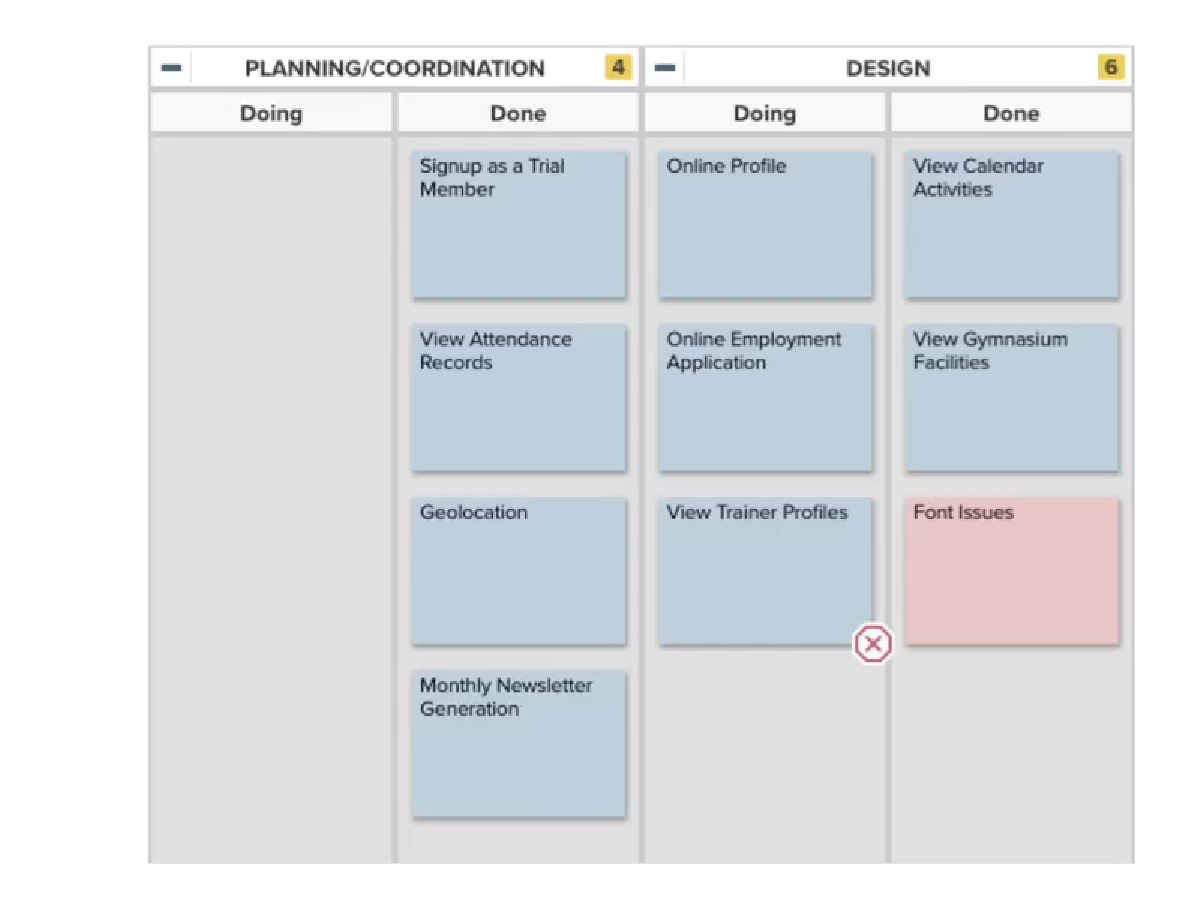 PLANNING/COORDINATION 4
DESIGN 6
Doing
Done
Doing
Done
Signup as a Trial
Member
View Attendance
Records
Geolocation
Monthly Newsletter
Generation
Online Profile
Online Employment
Application
View Trainer Profiles
View Calendar
Activities
View Gymnasium
Facilities
Font Issues